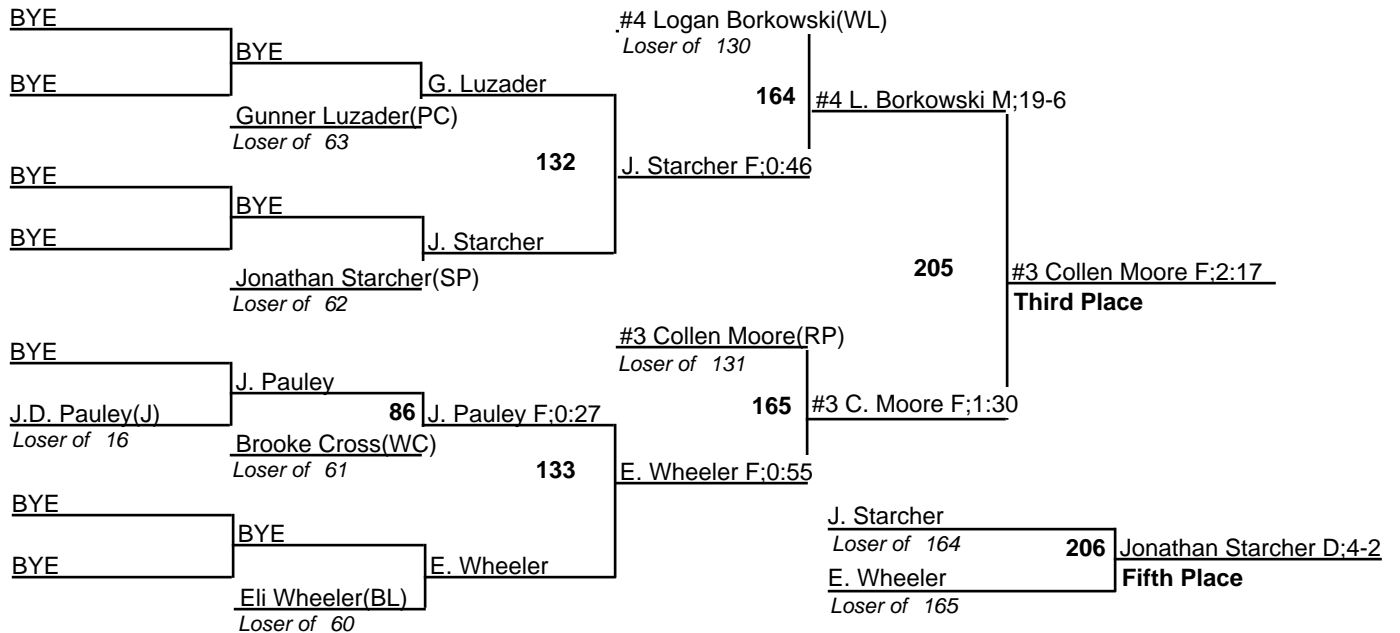 BYE
BYE
BYE
G. Luzader
Gunner Luzader(PC)
Loser of 63
BYE
BYE
BYE
J. Starcher
Jonathan Starcher(SP)
Loser of 62
132
J. Starcher F;0:46
#4 Logan Borkowski(WL)
Loser of 130
164
#4 L. Borkowski M;19-6
BYE
J.D. Pauley(J)
Loser of 16
J. Pauley
86
J. Pauley F;0:27
Brooke Cross(WC)
Loser of 61
133
BYE
BYE
BYE
E. Wheeler
Eli Wheeler(BL)
Loser of 60
E. Wheeler F;0:55
#3 Collen Moore(RP)
Loser of 131
165
#3 C. Moore F;1:30
205
#3 Collen Moore F;2:17
Third Place
J. Starcher
Loser of 164
206
Jonathan Starcher D;4-2
E. Wheeler
Fifth Place
Loser of 165